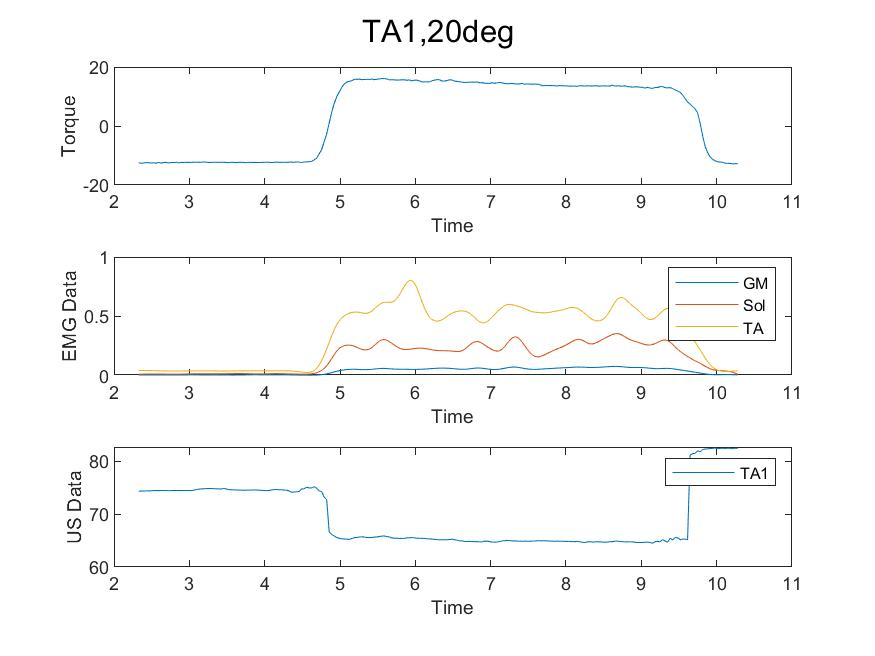 TA1,20deg
20
0
-20
Torque
2 3 4 5 6 7 8 9 10 11
Time
1
0.5
0
EMG Data
GM
Sol
TA
2 3 4 5 6 7 8 9 10 11
Time
80
70
60
US Data
TA1
2 3 4 5 6 7 8 9 10 11
Time